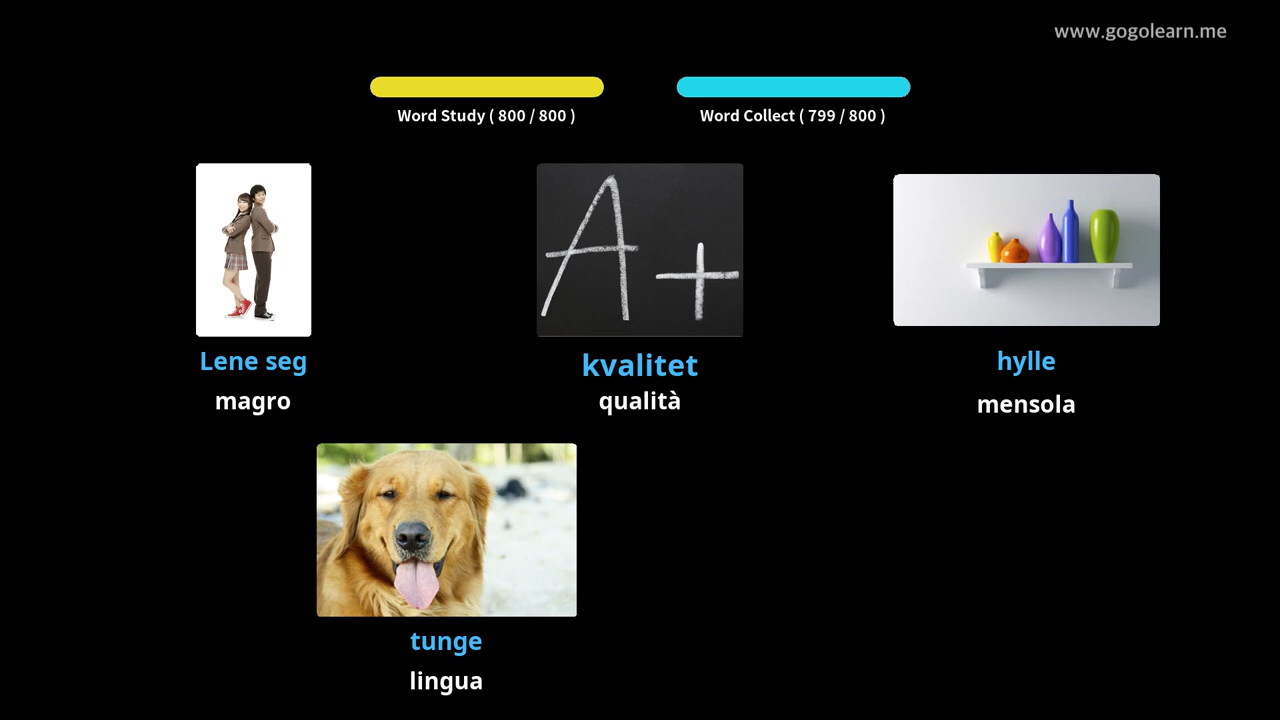 www.gogolearn.me
Word Study ( 800 / 800 )
Word Collect ( 799 / 800 )
A+
Lene seg
magro
kvalitet
qualità
hylle
mensola
tunge
lingua